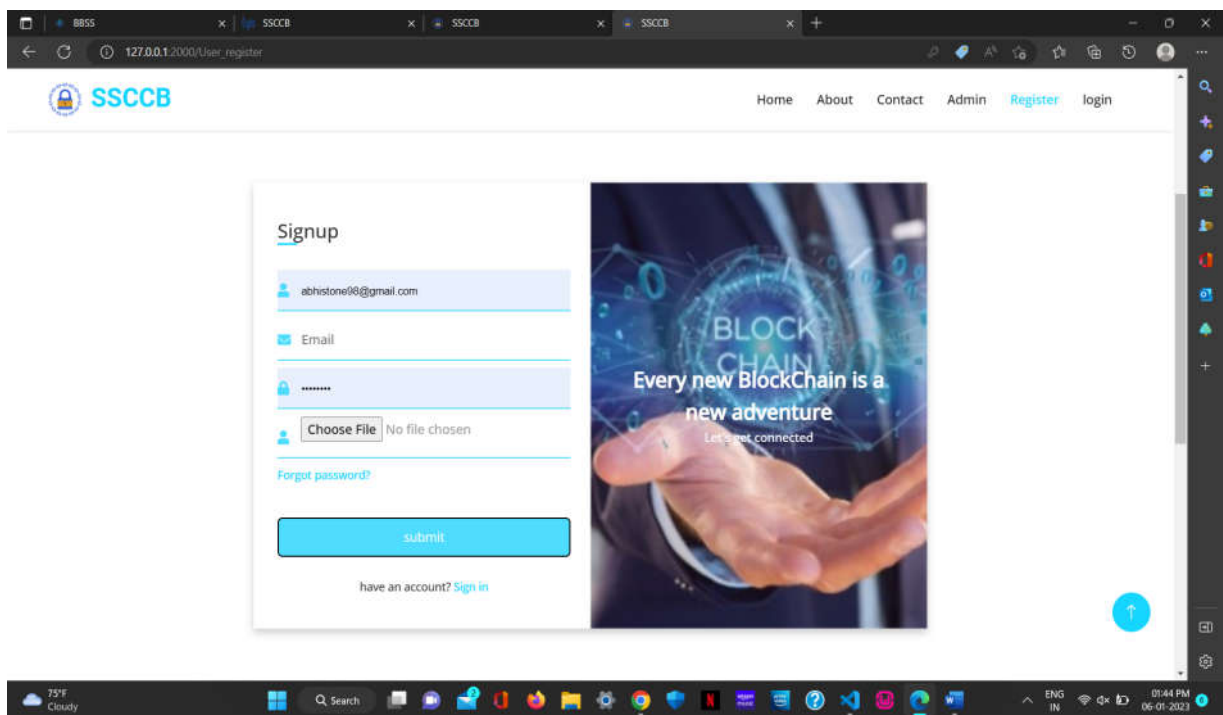 BBSS
SSCCB
SSCCB
SSCCB
127.0.0.1:2000/User_register
SSCCB
Home About Contact Admin Register login
Signup
abhistone98@gmail.com
Email
••••••••
Choose File No file chosen
Forgot password?
submit
have an account? Sign in
BLOCK
CHAIN
Every new BlockChain is a
new adventure
Let's get connected
75°F
Cloudy
Search
ENG
IN
01:44 PM
06-01-2023